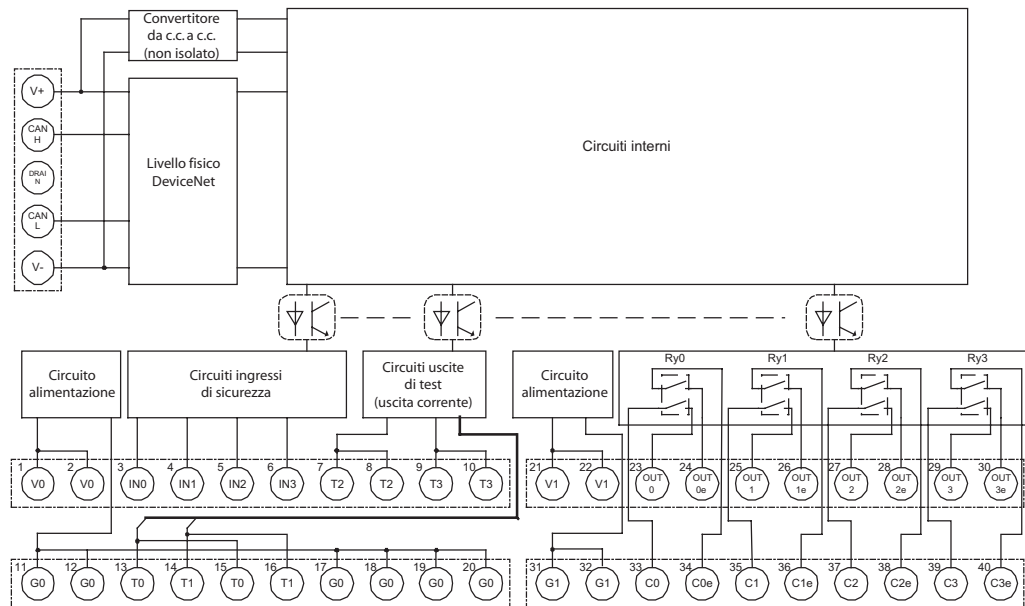 Convertitore
da c.c. a c.c.
(non isolato)
V+
CAN
H
DRAI
N
CAN
L
V-
Livello fisico
DeviceNet
Circuiti interni
Circuito
alimentazione
Circuiti ingressi
di sicurezza
Circuiti uscite
di test
(uscita corrente)
Circuito
alimentazione
Ry0 Ry1 Ry2 Ry3
1 2 3 4 5 6 7 8 9 10
V0 V0 IN0 IN1 IN2 IN3 T2 T2 T3 T3
21 22 23 24 25 26 27 28 29 30
V1 V1 OUT 0 OUT 0e OUT 1 OUT 1e OUT 2 OUT 2e OUT 3 OUT 3e
11 12 13 14 15 16 17 18 19 20
G0 G0 T0 T1 T0 T1 G0 G0 G0 G0
31 32 33 34 35 36 37 38 39 40
G1 G1 C0 C0e C1 C1e C2 C2e C3 C3e